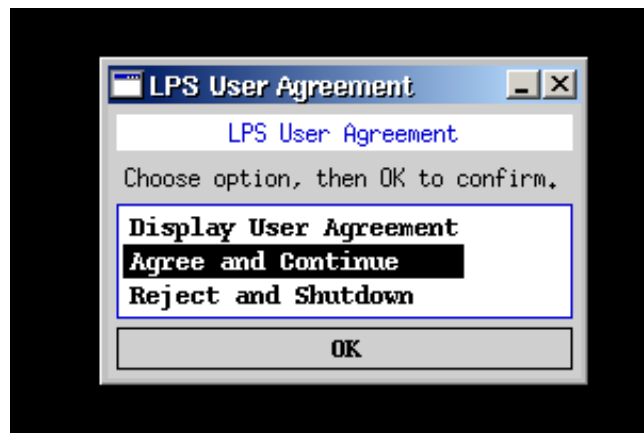 LPS User Agreement
LPS User Agreement
Choose option, then OK to confirm.
Display User Agreement
Agree and Continue
Reject and Shutdown
OK